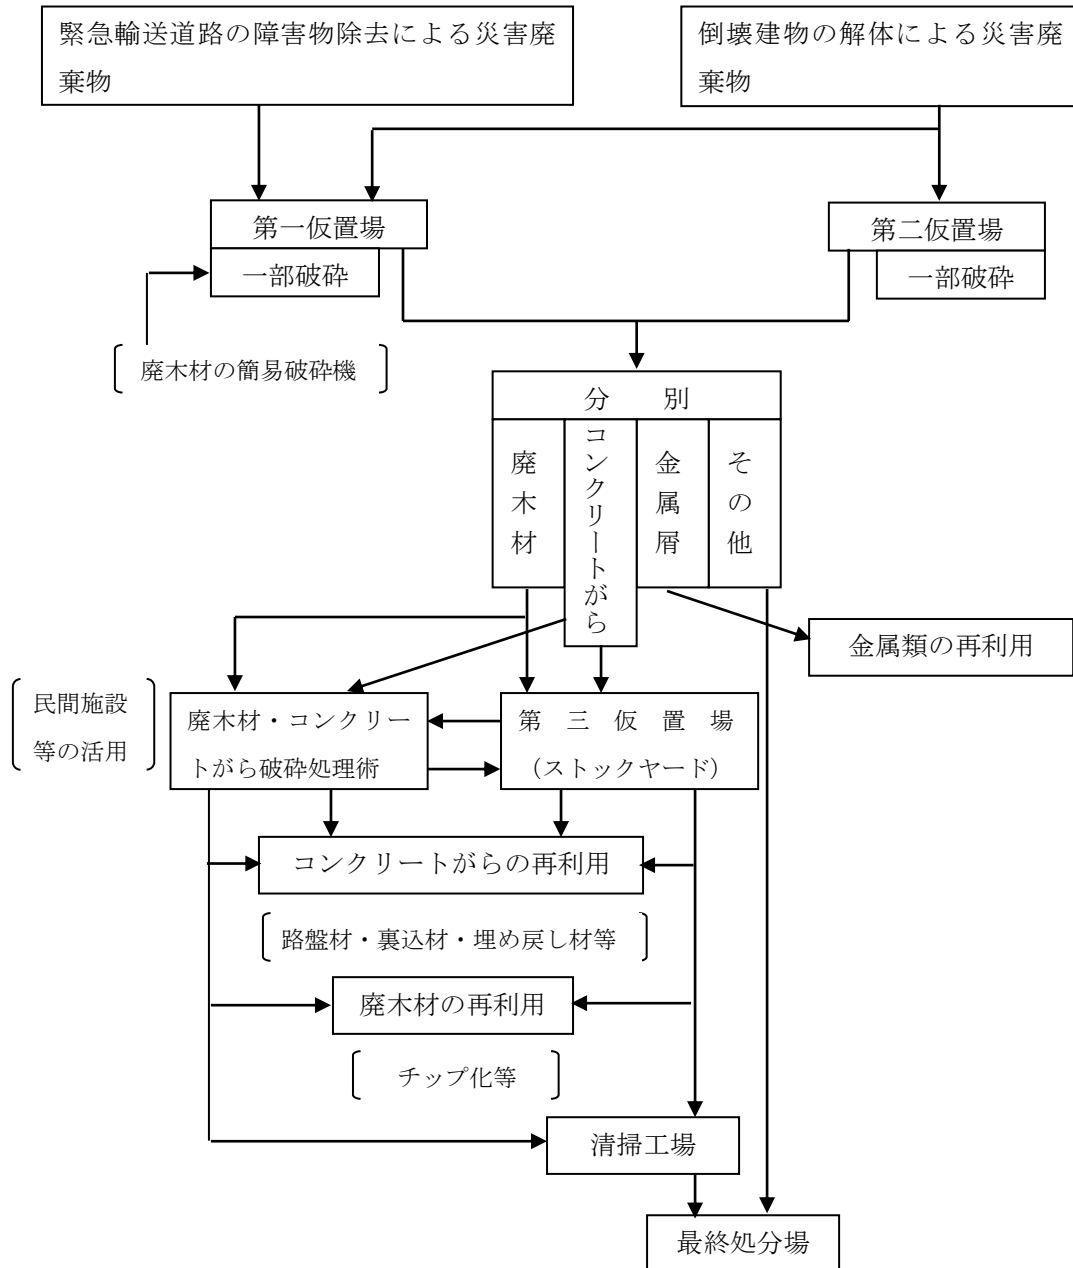 緊急輸送道路の障害物除去による災害廃
棄物
倒壊建物の解体による災害廃
棄物
第一仮置場
一部破砕
第二仮置場
一部破砕
廃木材の簡易破砕機
分　別
廃木材
コンクリートがら
金属屑
その他
金属類の再利用
民間施設
等の活用
廃木材・コンクリー
トがら破砕処理術
第三仮置場
（ストックヤード）
コンクリートがらの再利用
路盤材・裏込材・埋め戻し材等
廃木材の再利用
チップ化等
清掃工場
最終処分場